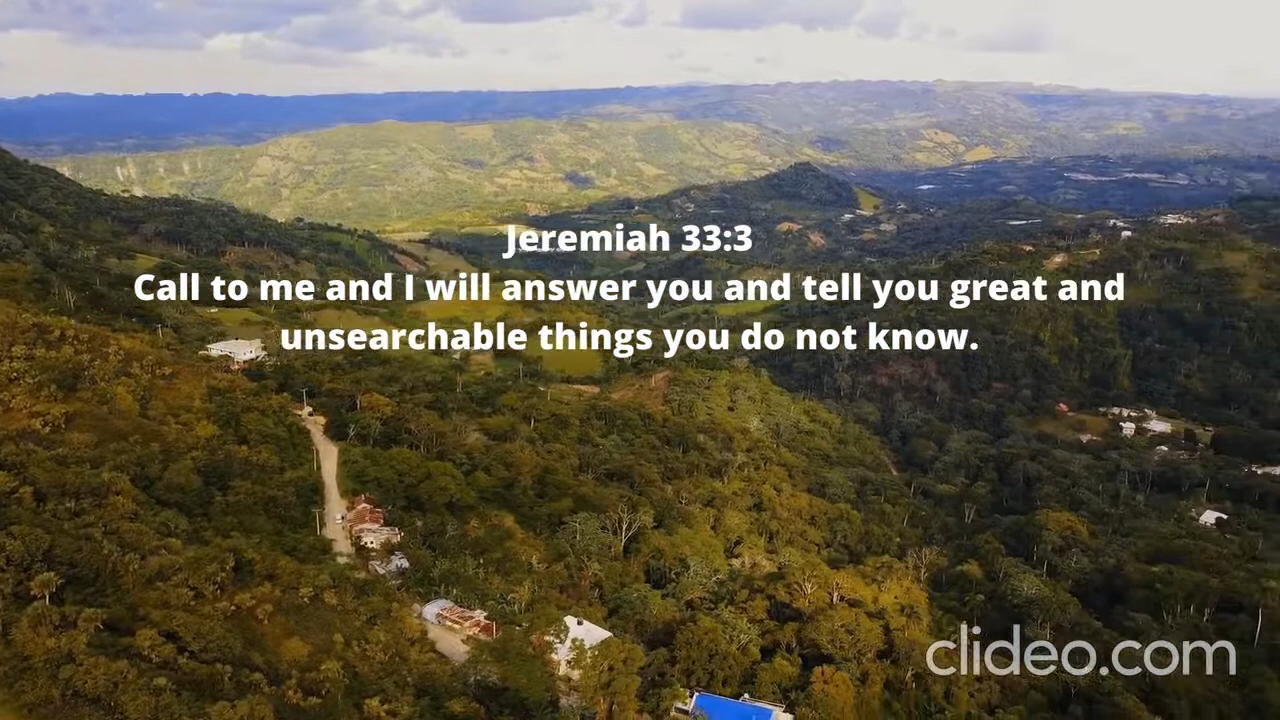 Jeremiah 33:3
Call to me and I will answer you and tell you great and
unsearchable things you do not know.
clideo.com